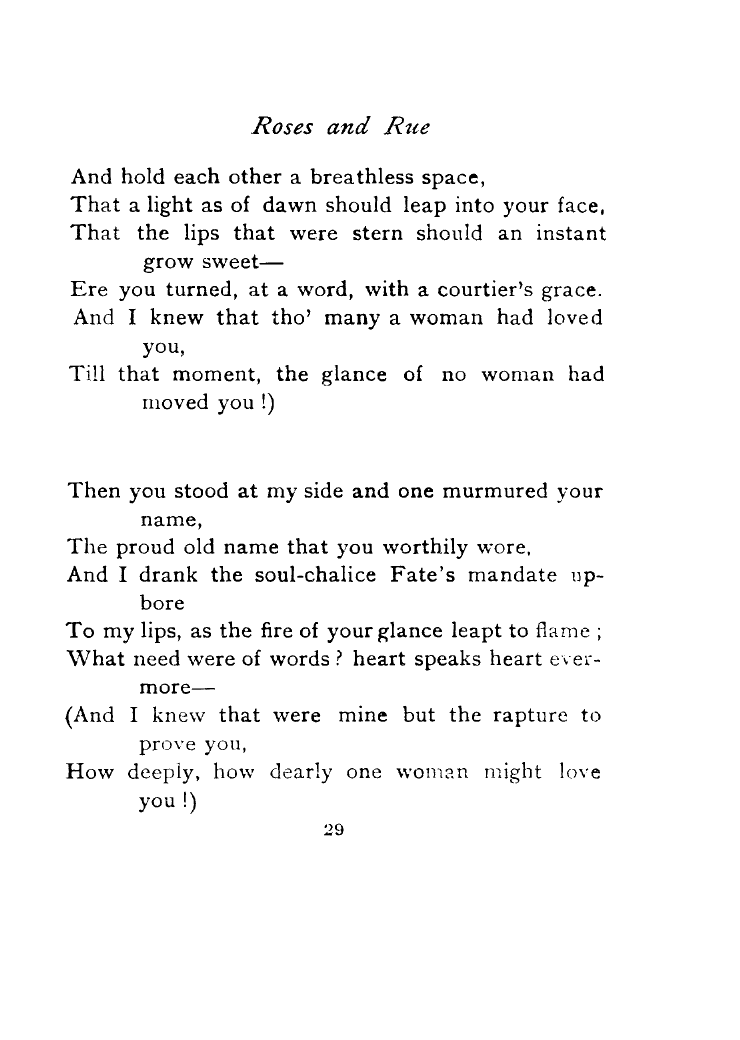 Roses and Rue
And hold each other a breathless space,
That a light as of dawn should leap into your face,
That the lips that were stern should an instant
grow sweet—
Ere you turned, at a word, with a courtier's grace.
And I knew that tho' many a woman had loved
you,
Till that moment, the glance of no woman had
moved you !)
Then you stood at my side and one murmured your
name,
The proud old name that you worthily wore,
And I drank the soul-chalice Fate's mandate up-
bore
To my lips, as the fire of your glance leapt to flame ;
What need were of words ? heart speaks heart ever-
more—
(And I knew that were mine but the rapture to
prove you,
How deeply, how dearly one woman might love
you !)
29